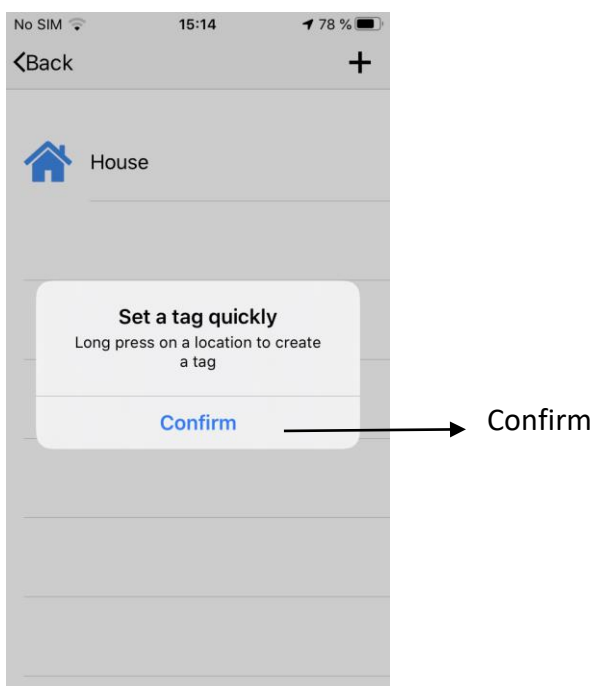 No SIM 15:14 78 %
Back +
House
Set a tag quickly
Long press on a location to create
a tag
Confirm Confirm